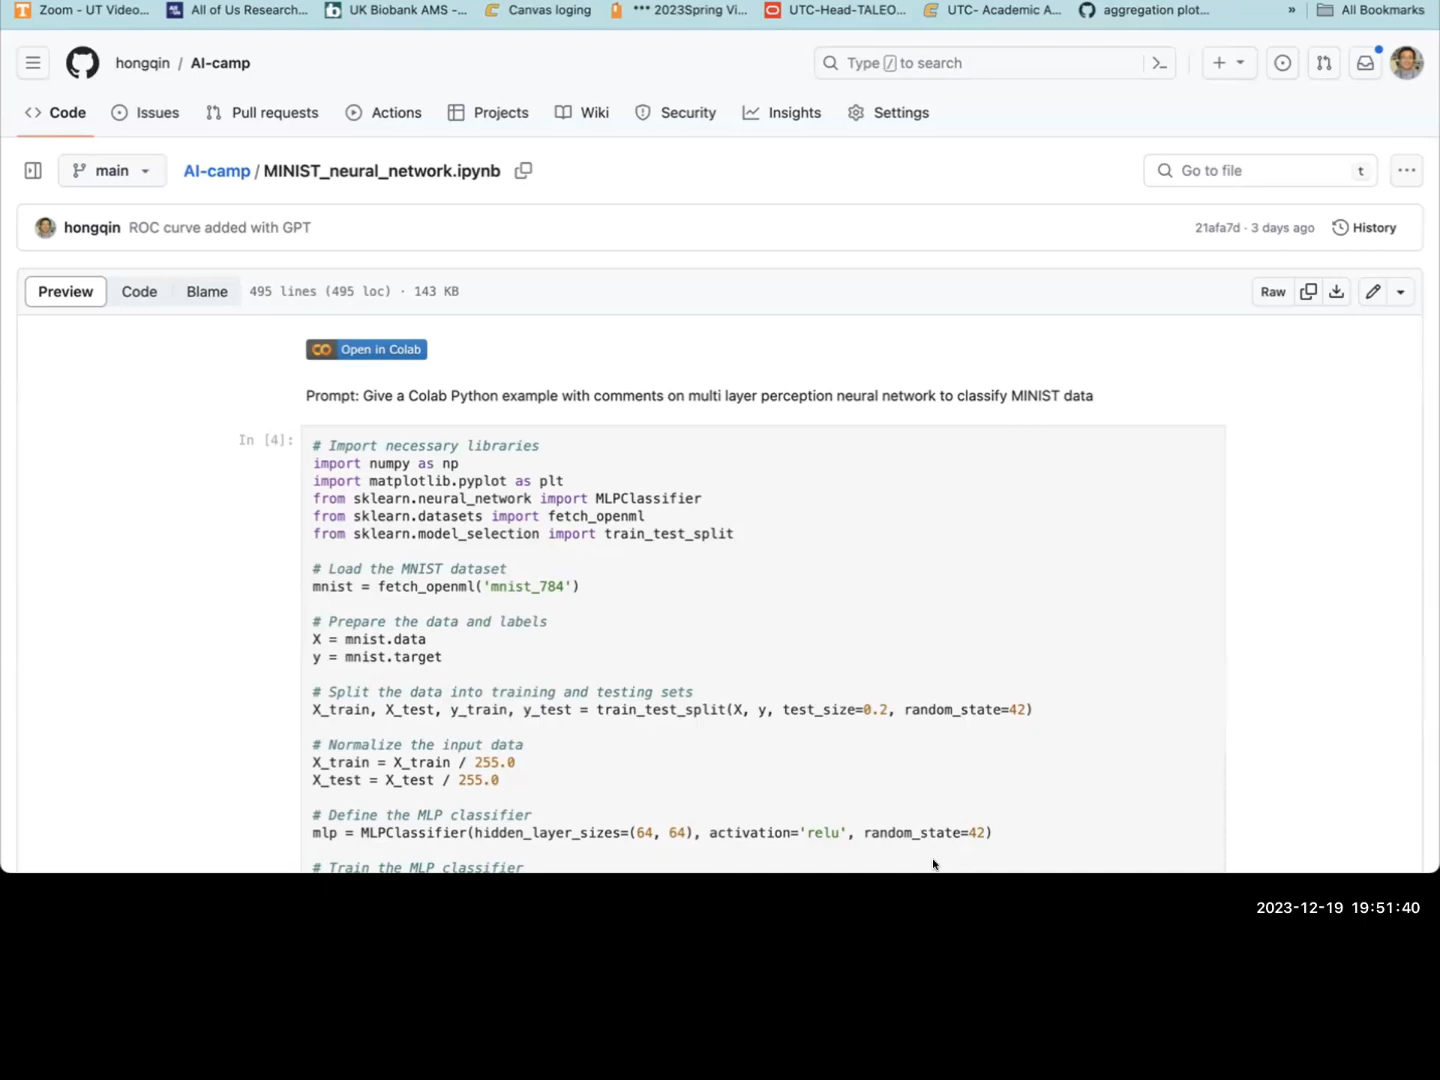 Zoom - UT Video... All of Us Research... UK Biobank AMS -... Canvas loging *** 2023Spring Vi... UTC-Head-TALEO... UTC- Academic A... aggregation plot... » All Bookmarks
hongqin / AI-camp Type / to search
Code Issues Pull requests Actions Projects Wiki Security Insights Settings
main AI-camp / MINIST_neural_network.ipynb Go to file t
hongqin ROC curve added with GPT 21afa7d · 3 days ago History
Preview Code Blame 495 lines (495 loc) · 143 KB Raw
Open in Colab
Prompt: Give a Colab Python example with comments on multi layer perception neural network to classify MINIST data
In [4]:
# Import necessary libraries
import numpy as np
import matplotlib.pyplot as plt
from sklearn.neural_network import MLPClassifier
from sklearn.datasets import fetch_openml
from sklearn.model_selection import train_test_split
# Load the MNIST dataset
mnist = fetch_openml('mnist_784')
# Prepare the data and labels
X = mnist.data
y = mnist.target
# Split the data into training and testing sets
X_train, X_test, y_train, y_test = train_test_split(X, y, test_size=0.2, random_state=42)
# Normalize the input data
X_train = X_train / 255.0
X_test = X_test / 255.0
# Define the MLP classifier
mlp = MLPClassifier(hidden_layer_sizes=(64, 64), activation='relu', random_state=42)
# Train the MLP classifier
2023-12-19 19:51:40